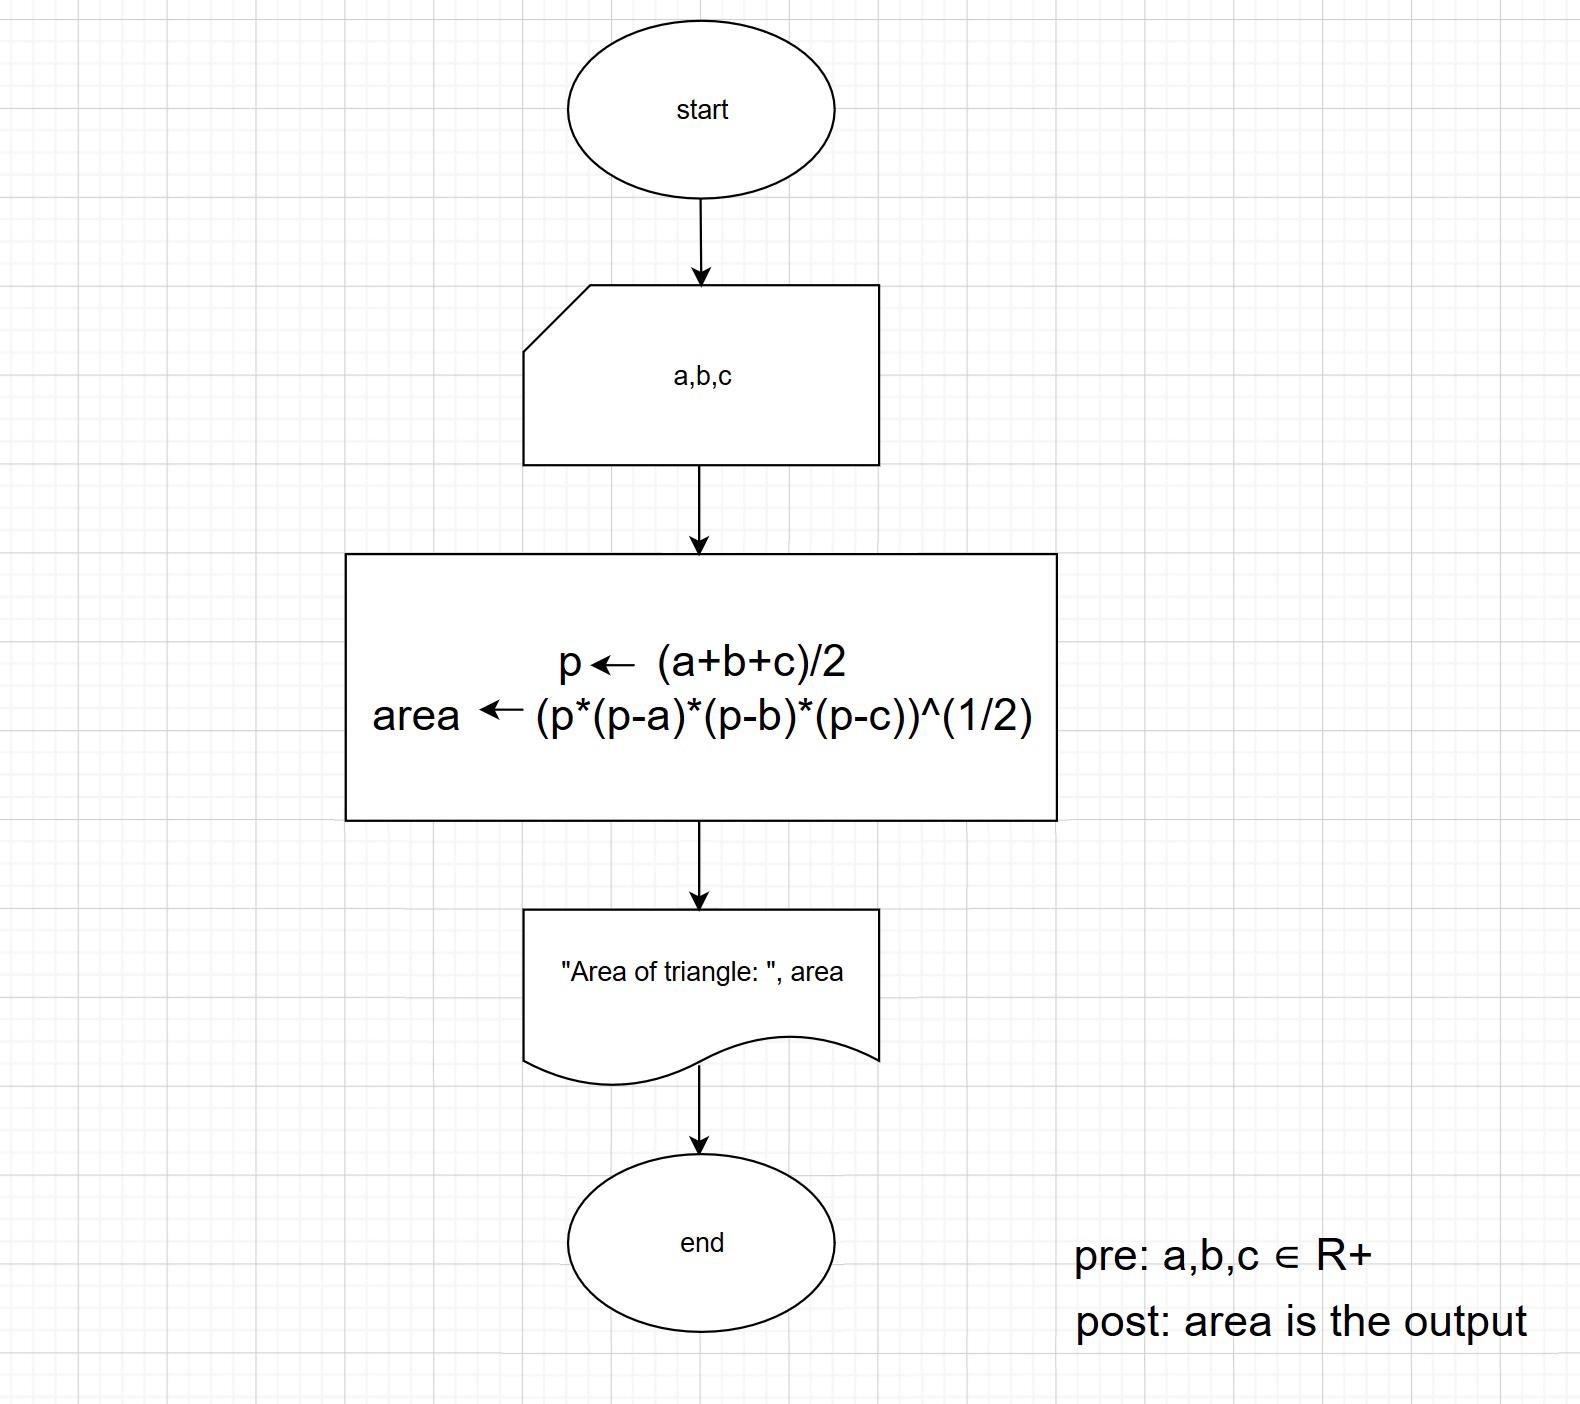 start
a,b,c
p ← (a+b+c)/2
area ← (p*(p-a)*(p-b)*(p-c))^(1/2)
"Area of triangle: ", area
end
pre: a,b,c ∈ R+
post: area is the output